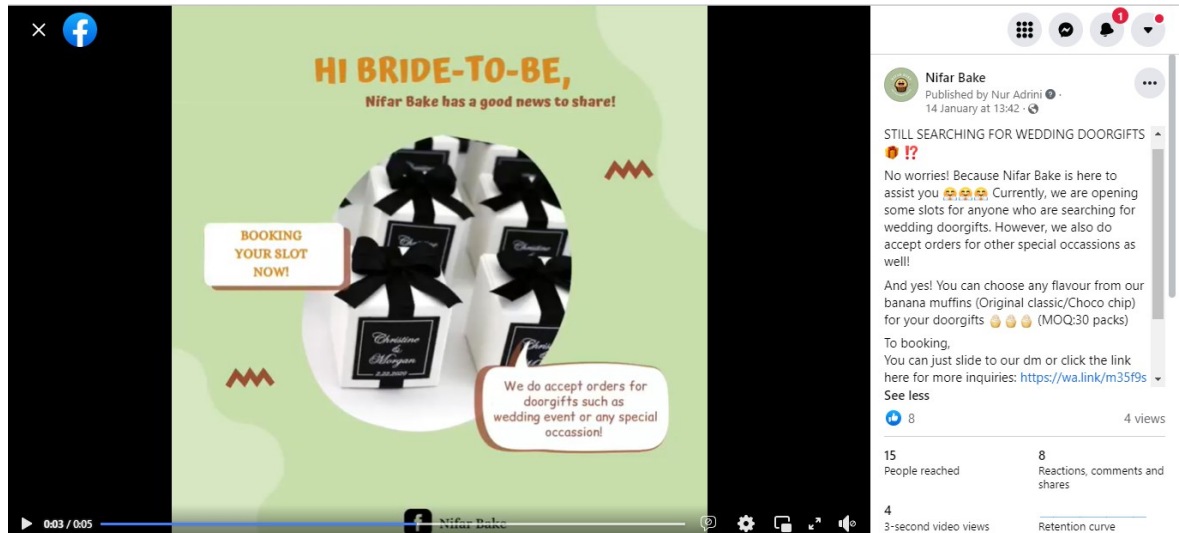 HI BRIDE-TO-BE,
Nifar Bake has a good news to share!
BOOKING
YOUR SLOT
NOW!
Christine
Christine
Christine
&
Morgan
2.22.2020
We do accept orders for
doorgifts such as
wedding event or any special
occassion!
Nifar Bake
0:03 / 0:05
1
Nifar Bake
Published by Nur Adrini
14 January at 13:42 ·
STILL SEARCHING FOR WEDDING DOORGIFTS
🎁 ⁉️
No worries! Because Nifar Bake is here to
assist you 🤗🤗🤗 Currently, we are opening
some slots for anyone who are searching for
wedding doorgifts. However, we also do
accept orders for other special occassions as
well!
And yes! You can choose any flavour from our
banana muffins (Original classic/Choco chip)
for your doorgifts (MOQ:30 packs)
To booking,
You can just slide to our dm or click the link
here for more inquiries: https://wa.link/m35f9s
See less
8
4 views
15
People reached
8
Reactions, comments and
shares
4
3-second video views
Retention curve